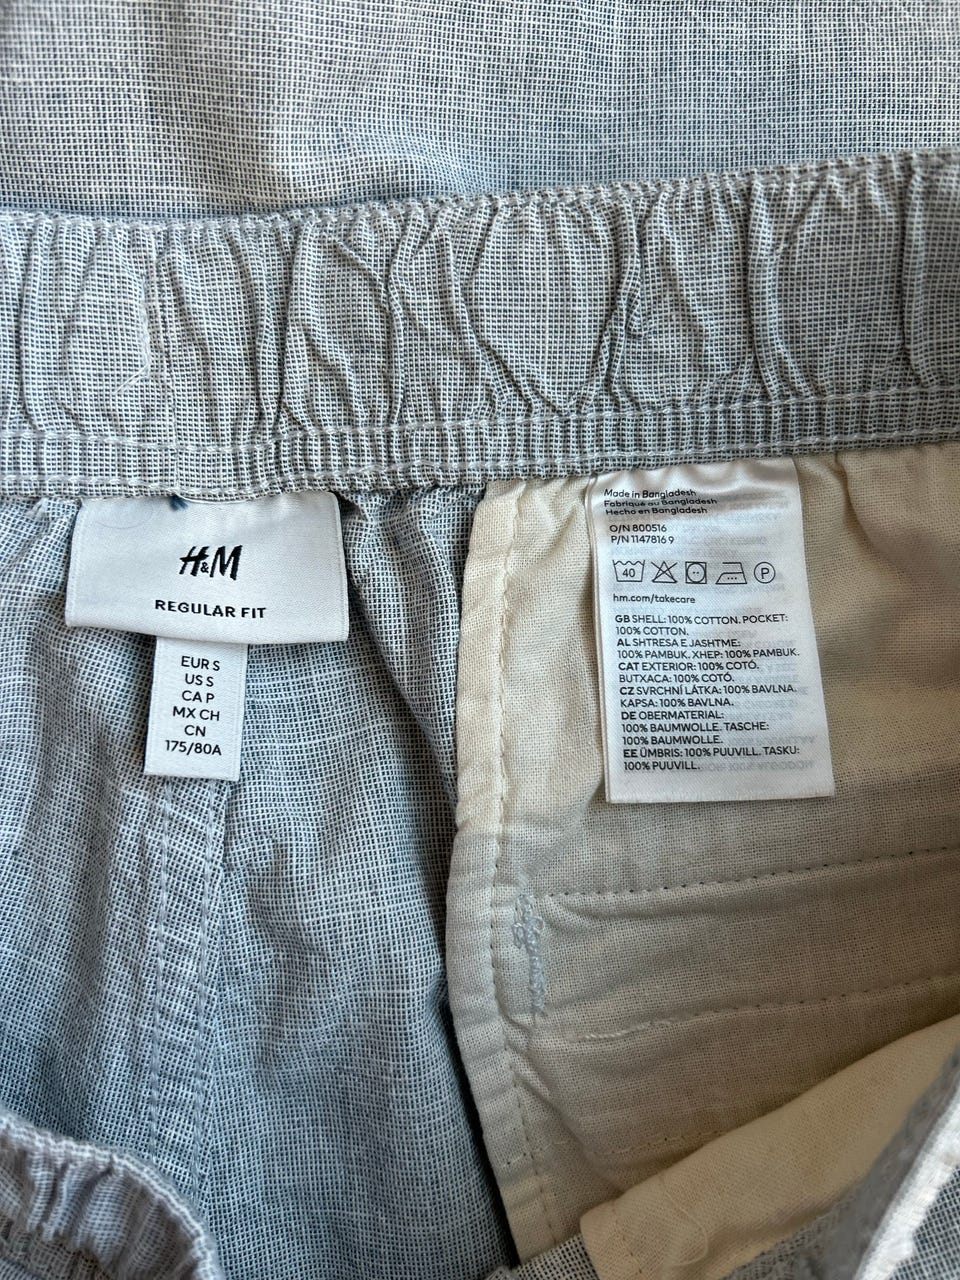 H&M
REGULAR FIT
EUR S
US S
CA P
MX CH
CN
175/80A
Made in Bangladesh
Fabriqué au Bangladesh
Hecho en Bangladesh
O/N 800516
P/N 1147816 9
40
P
hm.com/takecare
GB SHELL: 100% COTTON. POCKET:
100% COTTON.
AL SHTRESA E JASHTME:
100% PAMBUK. XHEP: 100% PAMBUK.
CAT EXTERIOR: 100% COTÓ.
BUTXACA: 100% COTÓ.
CZ SVRCHNÍ LÁTKA: 100% BAVLNA.
KAPSA: 100% BAVLNA.
DE OBERMATERIAL:
100% BAUMWOLLE. TASCHE:
100% BAUMWOLLE.
EE ÜMBRIS: 100% PUUVILL. TASKU:
100% PUUVILL.